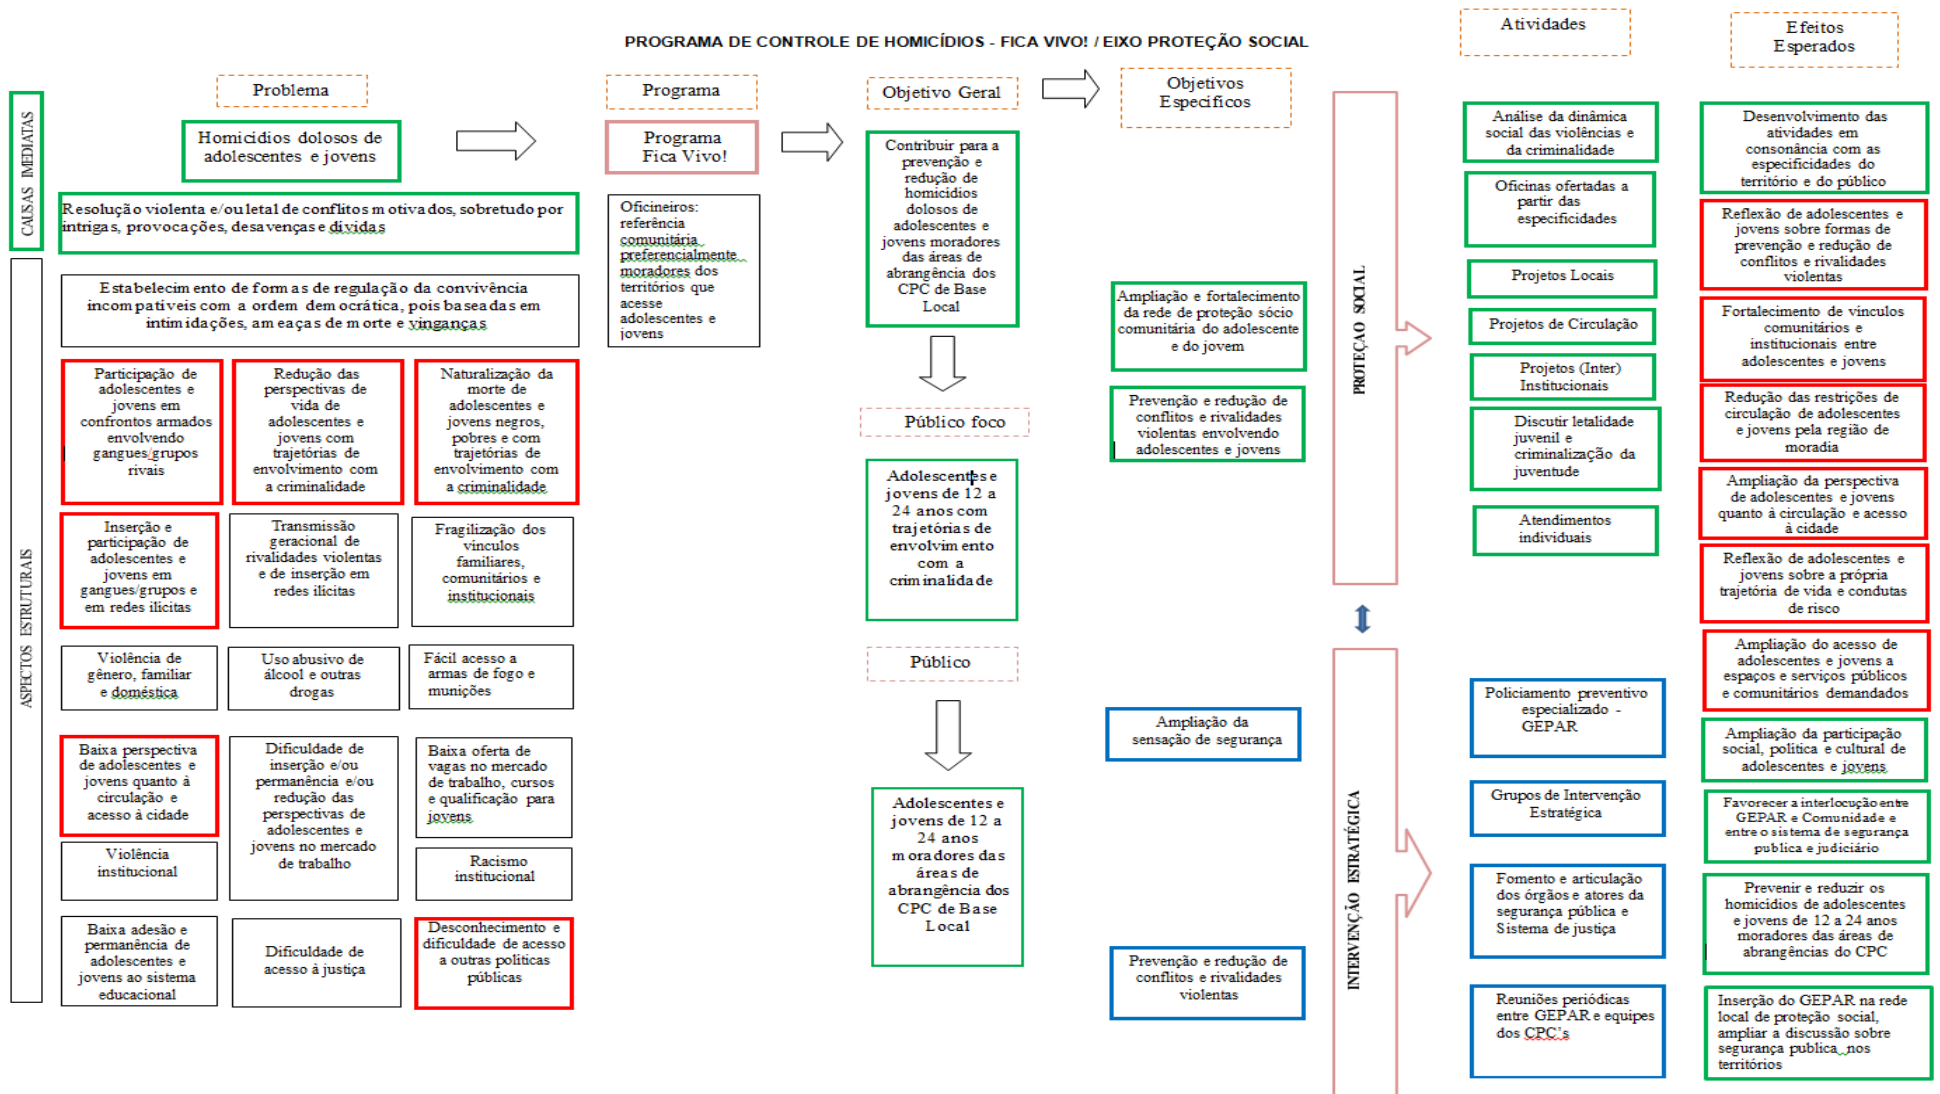 PROGRAMA DE CONTROLE DE HOMICÍDIOS - FICA VIVO! / EIXO PROTEÇÃO SOCIAL
CAUSAS IMEDIATAS
ASPECTOS ESTRUTURAIS
Problema
Homicídios dolosos de
adolescentes e jovens
Resolução violenta e/ou letal de conflitos motivados, sobretudo por
intrigas, provocações, desavenças e dívidas
Estabelecimento de formas de regulação da convivência
incompatíveis com a ordem democrática, pois baseadas em
intimidações, ameaças de morte e vinganças
Participação de
adolescentes e
jovens em
confrontos armados
envolvendo
gangues/grupos
rivais
Redução das
perspectivas de
vida de
adolescentes e
jovens com
trajetórias de
envolvimento com
a criminalidade
Naturalização da
morte de
adolescentes e
jovens negros,
pobres e com
trajetórias de
envolvimento com
a criminalidade
Inserção e
participação de
adolescentes e
jovens em
gangues/grupos e
em redes ilícitas
Transmissão
geracional de
rivalidades violentas
e de inserção em
redes ilícitas
Fragilização dos
vínculos
familiares,
comunitários e
institucionais
Violência de
gênero, familiar
e doméstica
Uso abusivo de
álcool e outras
drogas
Fácil acesso a
armas de fogo e
munições
Baixa perspectiva
de adolescentes e
jovens quanto à
circulação e
acesso à cidade
Dificuldade de
inserção e/ou
permanência e/ou
redução das
perspectivas de
adolescentes e
jovens no mercado
de trabalho
Baixa oferta de
vagas no mercado
de trabalho, cursos
e qualificação para
jovens
Violência
institucional
Racismo
institucional
Baixa adesão e
permanência de
adolescentes e
jovens ao sistema
educacional
Dificuldade de
acesso à justiça
Desconhecimento e
dificuldade de acesso
a outras políticas
públicas
Programa
Programa
Fica Vivo!
Oficineiros:
referência
comunitária
preferencialmente
moradores dos
territórios que
acesse
adolescentes e
jovens
Objetivo Geral
Contribuir para a
prevenção e
redução de
homicídios
dolosos de
adolescentes e
jovens moradores
das áreas de
abrangência dos
CPC de Base
Local
Público foco
Adolescentes e
jovens de 12 a
24 anos com
trajetórias de
envolvimento
com a
criminalidade
Público
Adolescentes e
jovens de 12 a
24 anos
moradores das
áreas de
abrangência dos
CPC de Base
Local
Objetivos
Específicos
Ampliação e fortalecimento
da rede de proteção sócio
comunitária do adolescente
e do jovem
Prevenção e redução de
conflitos e rivalidades
violentas envolvendo
adolescentes e jovens
Ampliação da
sensação de segurança
Prevenção e redução de
conflitos e rivalidades
violentas
PROTEÇAO SOCIAL
INTERVENÇÃO ESTRATÉGICA
Atividades
Análise da dinâmica
social das violências e
da criminalidade
Oficinas ofertadas a
partir das
especificidades
Projetos Locais
Projetos de Circulação
Projetos (Inter)
Institucionais
Discutir letalidade
juvenil e
criminalização da
juventude
Atendimentos
individuais
Policiamento preventivo
especializado -
GEPAR
Grupos de Intervenção
Estratégica
Fomento e articulação
dos órgãos e atores da
segurança pública e
Sistema de justiça
Reuniões periódicas
entre GEPAR e equipes
dos CPC's
Efeitos
Esperados
Desenvolvimento das
atividades em
consonância com as
especificidades do
território e do público
Reflexão de adolescentes e
jovens sobre formas de
prevenção e redução de
conflitos e rivalidades
violentas
Fortalecimento de vínculos
comunitários e
institucionais entre
adolescentes e jovens
Redução das restrições de
circulação de adolescentes
e jovens pela região de
moradia
Ampliação da perspectiva
de adolescentes e jovens
quanto à circulação e acesso
à cidade
Reflexão de adolescentes e
jovens sobre a própria
trajetória de vida e condutas
de risco
Ampliação do acesso de
adolescentes e jovens a
espaços e serviços públicos
e comunitários demandados
Ampliação da participação
social, política e cultural de
adolescentes e jovens
Favorecer a interlocução entre
GEPAR e Comunidade e
entre o sistema de segurança
publica e judiciário
Prevenir e reduzir os
homicídios de adolescentes
e jovens de 12 a 24 anos
moradores das áreas de
abrangências do CPC
Inserção do GEPAR na rede
local de proteção social,
ampliar a discussão sobre
segurança publica nos
territórios